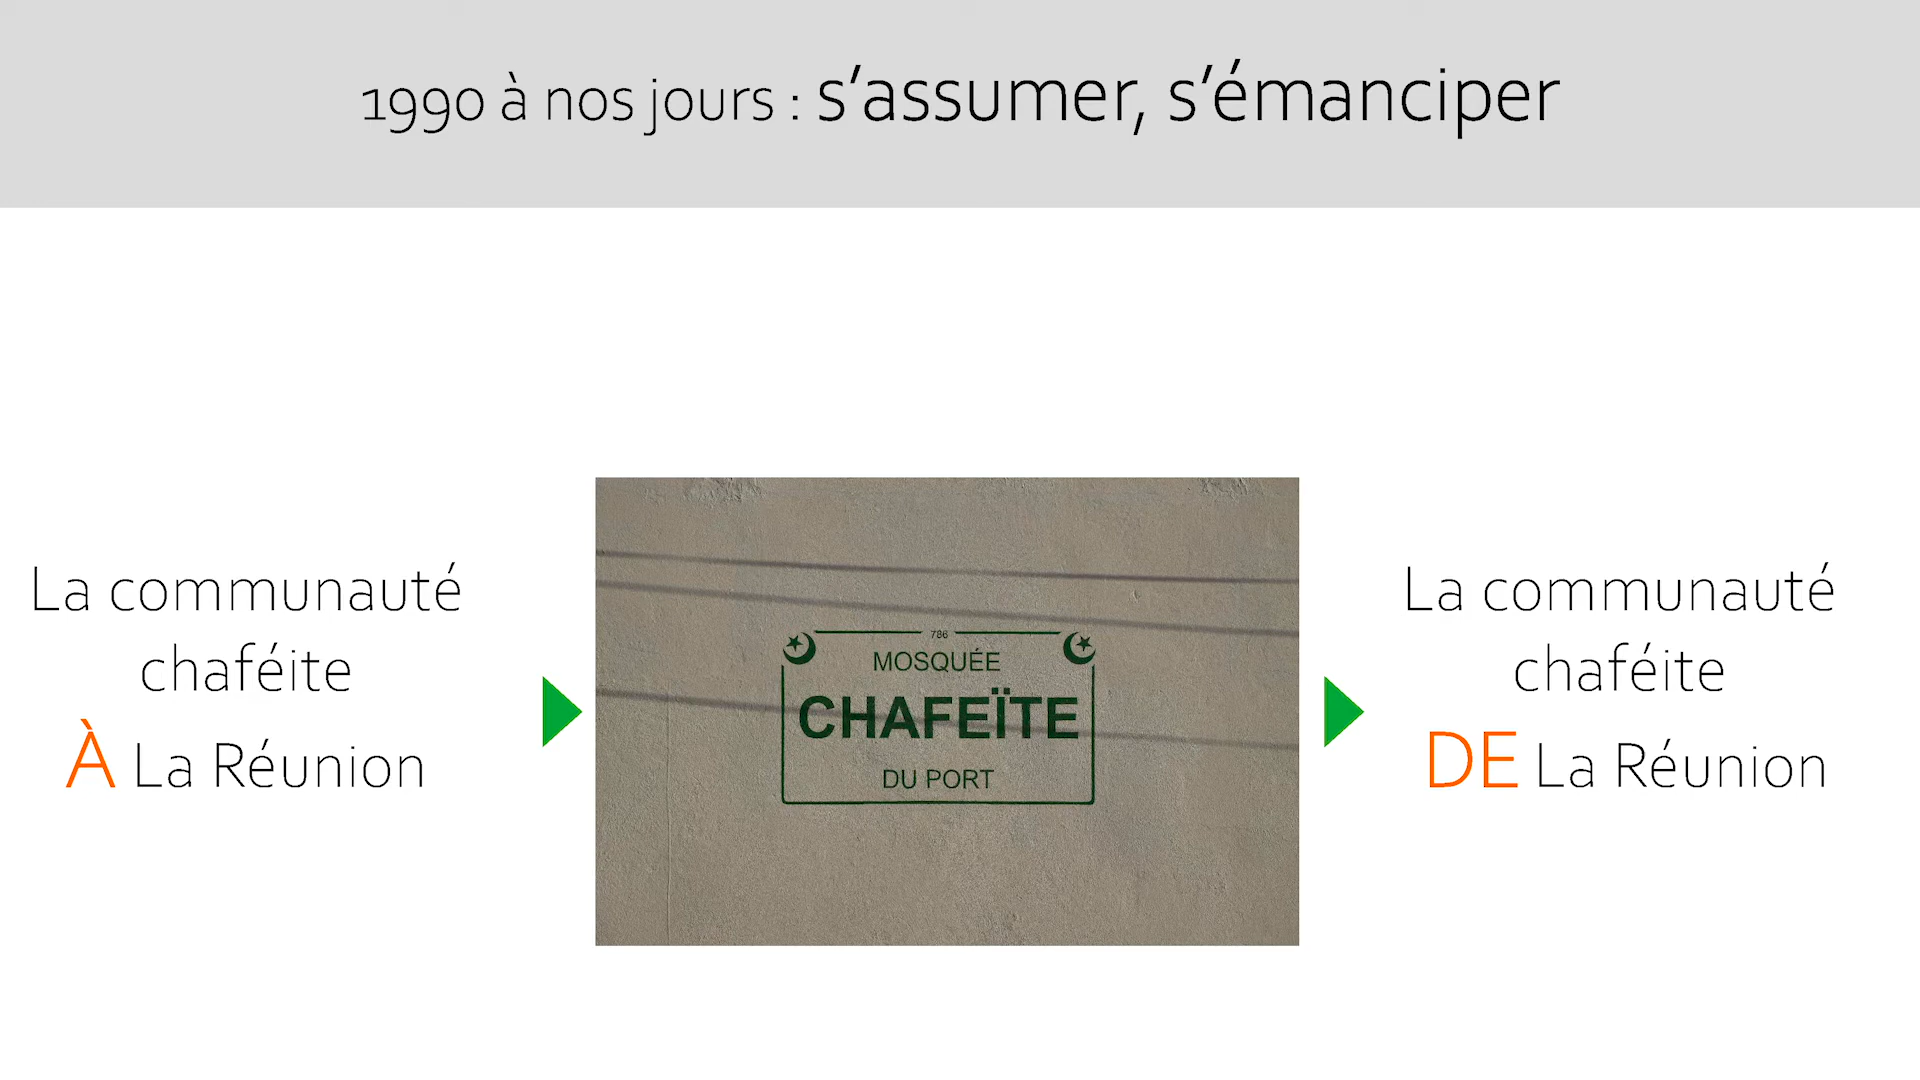 1990 à nos jours : s’assumer, s’émanciper
La communauté
chaféite
À La Réunion
786
MOSQUÉE
CHAFEÏTE
DU PORT
La communauté
chaféite
DE La Réunion